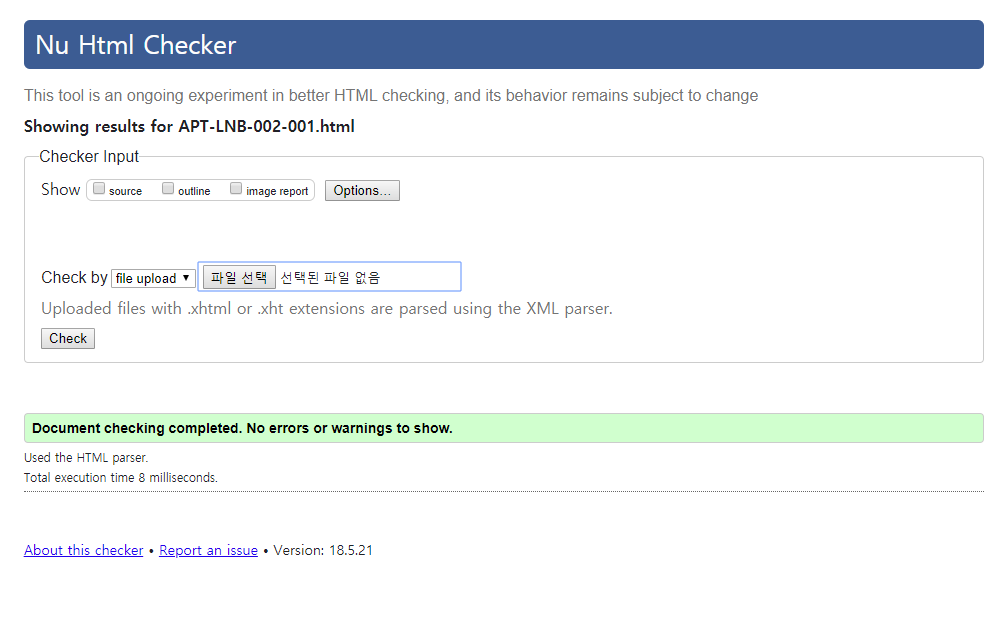 Nu Html Checker
This tool is an ongoing experiment in better HTML checking, and its behavior remains subject to change
Showing results for APT-LNB-002-001.html
Checker Input
Show source outline image report Options...
Check by file upload 파일 선택 선택된 파일 없음
Uploaded files with .xhtml or .xht extensions are parsed using the XML parser.
Check
Document checking completed. No errors or warnings to show.
Used the HTML parser.
Total execution time 8 milliseconds.
About this checker • Report an issue • Version: 18.5.21